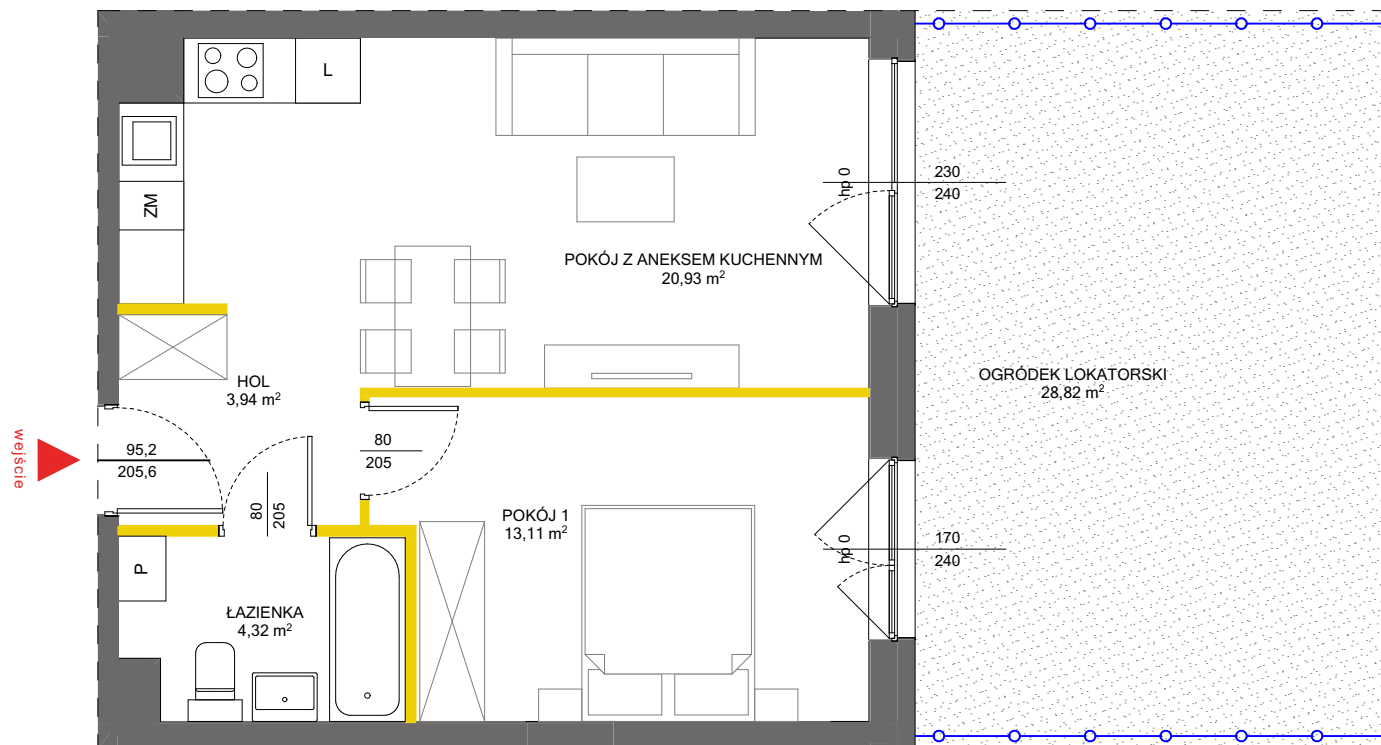 L
ZM
hp 0
230
240
POKÓJ Z ANEKSEM KUCHENNYM
20,93 m²
HOL
3,94 m²
OGRÓDEK LOKATORSKI
28,82 m²
wejście
95,2
205,6
80
205
80
205
POKÓJ 1
13,11 m²
hp 0
170
240
P
ŁAZIENKA
4,32 m²